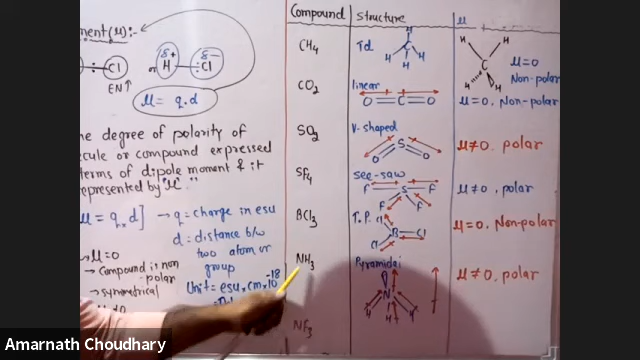 ment(μ):-
Compound
Structure
μ
δ+ δ-
: Cl
H -: Cl
EN↑
μ = q.d
he degree of polarity of
cule or compound expressed
terms of dipole moment & it
epresented by "μ"
μ = q x d] → q = charge in esu
d = distance b/w
two atom or
group
μ=0
→ Compound is non
-polar
→ symmetrical
Unit = esu x cm x 10-18
CH4
Td
H
H H
H H
C
H H
μ=0
Non-polar
CO2
linear
O=C=O
μ=0, Non-polar
SO2
V-shaped
S
O O
μ≠0, polar
SF4
see-saw
F S F
F F
μ≠0, polar
BCl3
T.P.
Cl
B-Cl
Cl
μ=0, Non-polar
NH3
Pyramidal
N
H H H
μ≠0, polar
NF3
Amarnath Choudhary